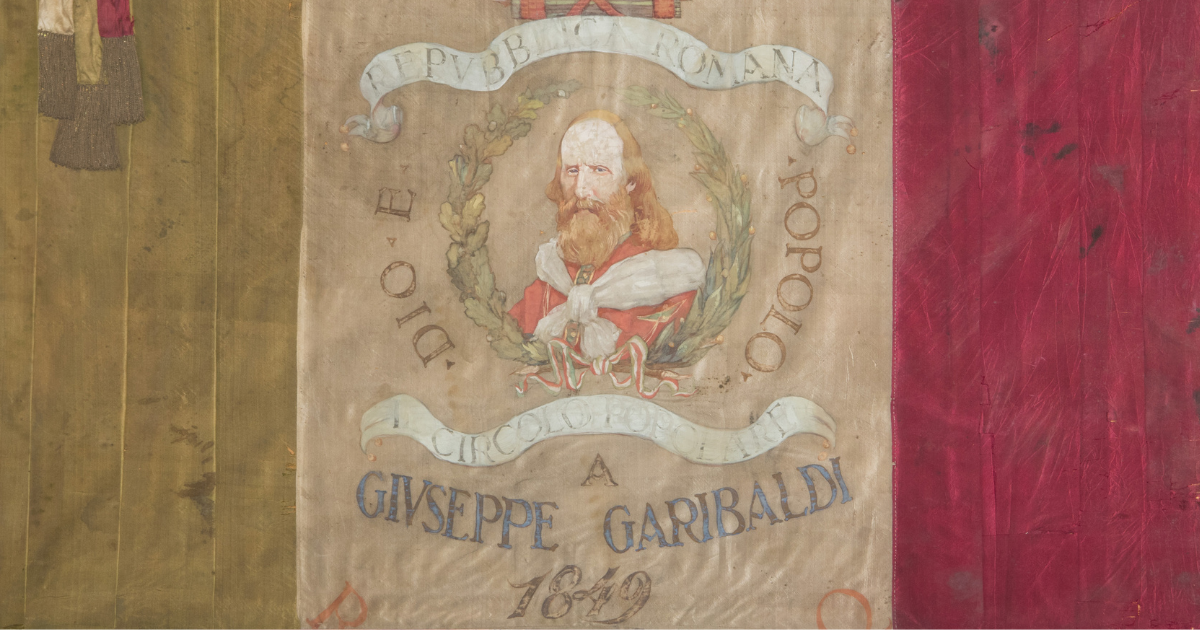 REPVBBLICA ROMANA
DIO E POPOLO
I CIRCOLO POPOLARE
A
GIVSEPPE GARIBALDI
1849
P C